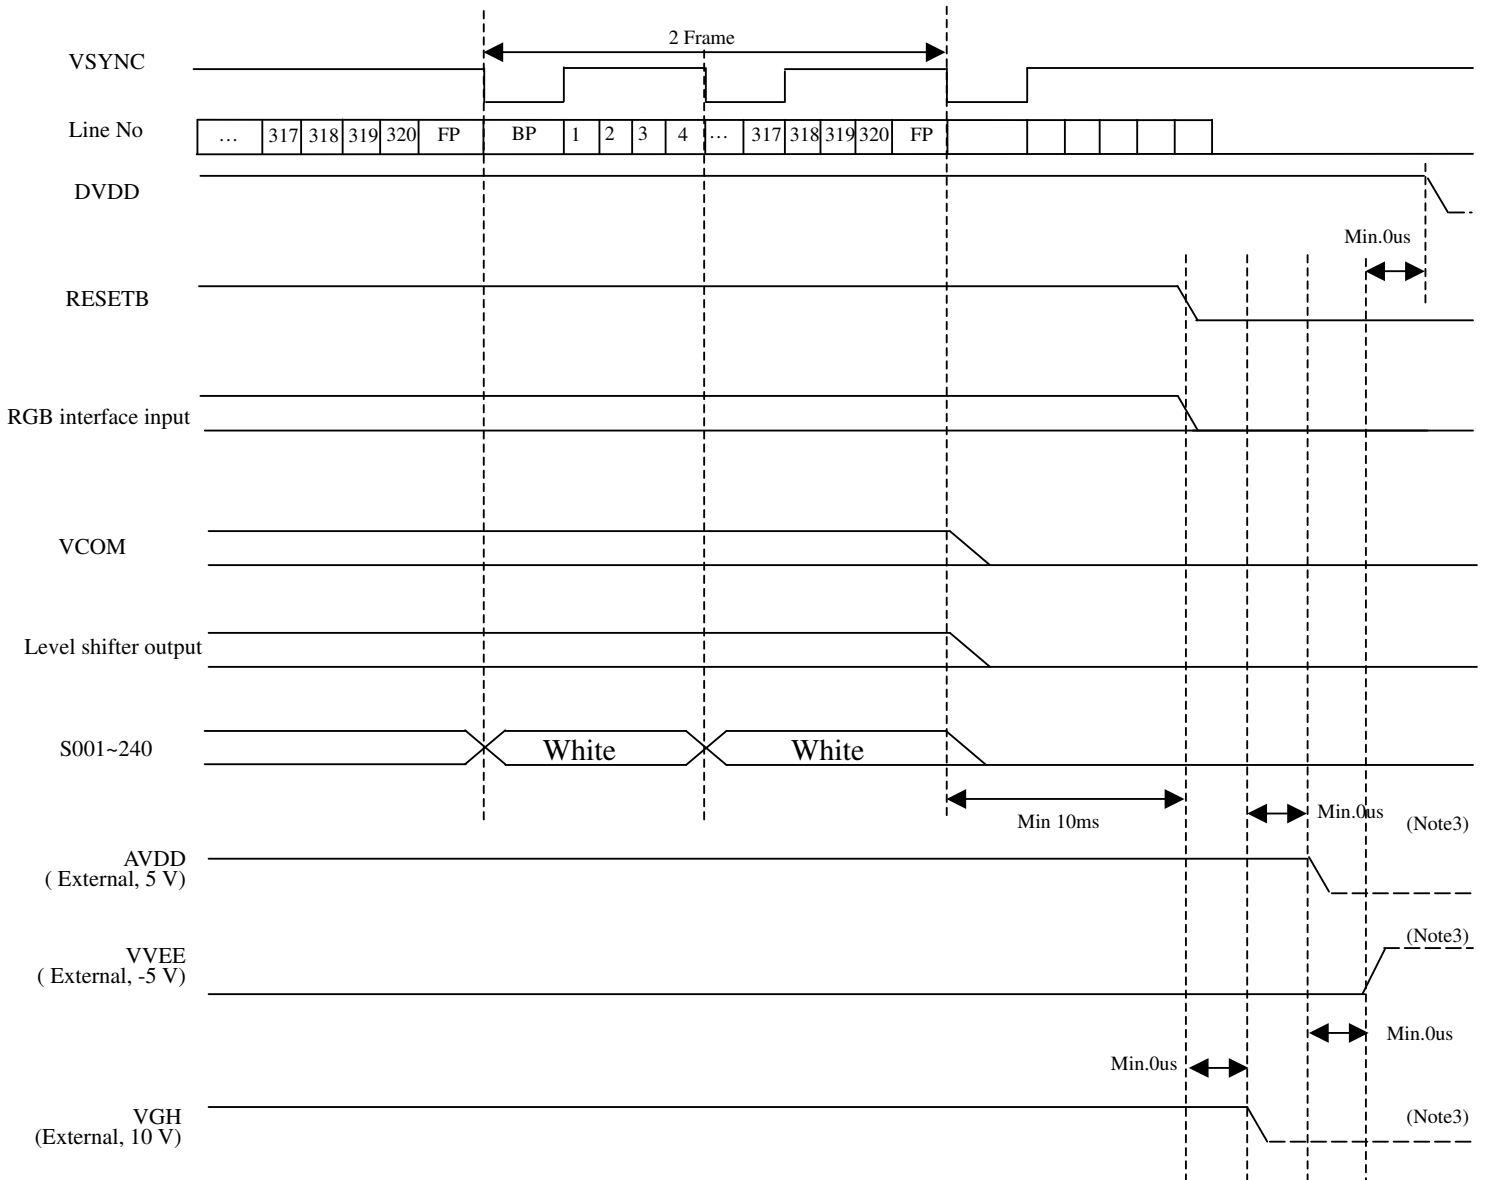 2 Frame
VSYNC
Line No … 317 318 319 320 FP BP 1 2 3 4 … 317 318 319 320 FP
DVDD
Min.0us
RESETB
RGB interface input
VCOM
Level shifter output
S001~240 White White
Min 10ms Min.0us (Note3)
AVDD
( External, 5 V)
(Note3)
VVEE
( External, -5 V)
Min.0us
Min.0us
VGH (Note3)
(External, 10 V)